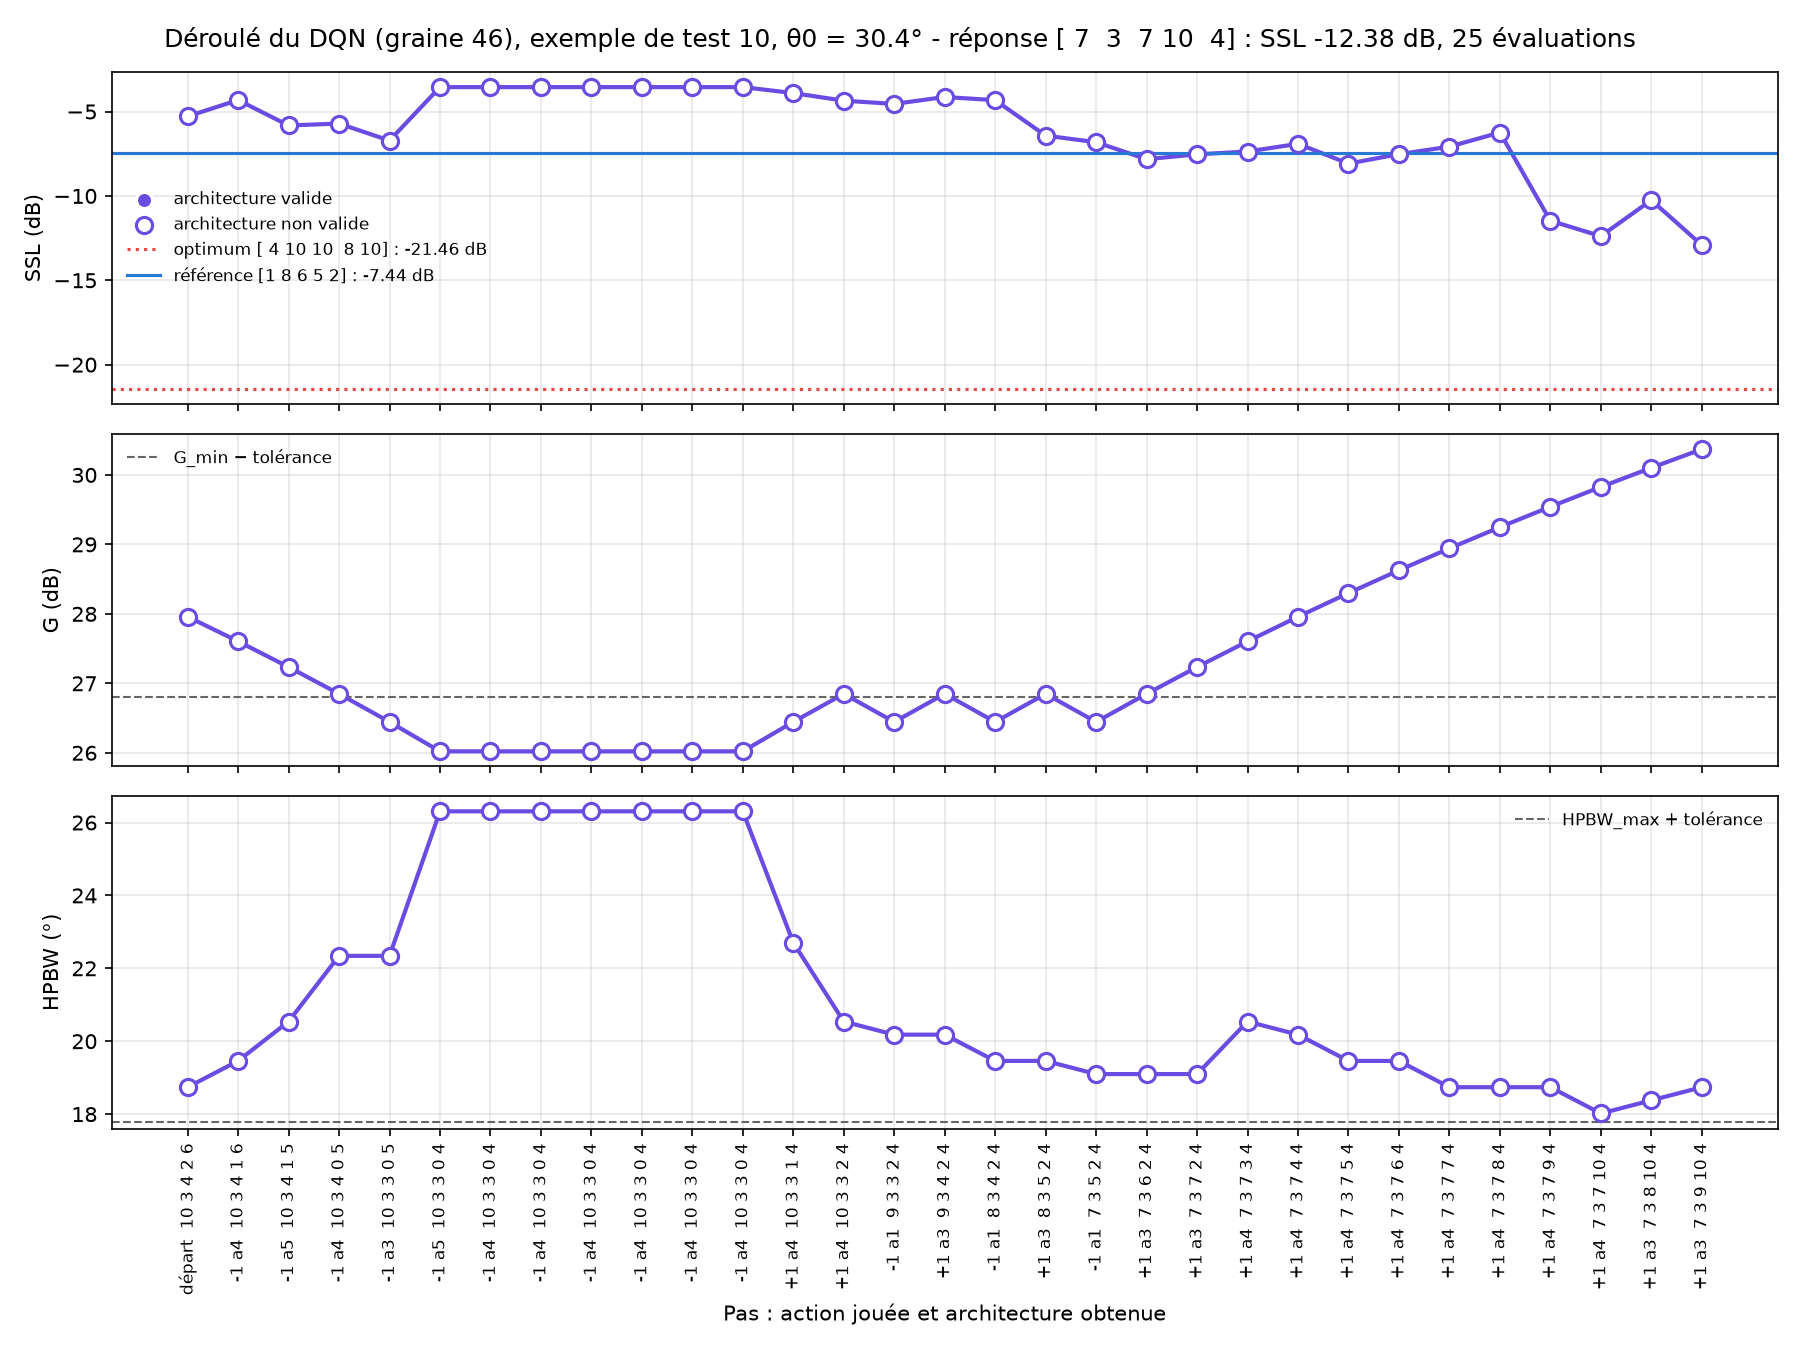 Déroulé du DQN (graine 46), exemple de test 10, θ0 = 30.4° - réponse [ 7  3  7 10  4] : SSL -12.38 dB, 25 évaluations
SSL (dB)
−5
−10
−15
−20
architecture valide
architecture non valide
optimum [ 4 10 10  8 10] : -21.46 dB
référence [1 8 6 5 2] : -7.44 dB
G (dB)
30
29
28
27
26
G_min − tolérance
HPBW (°)
26
24
22
20
18
HPBW_max + tolérance
départ  10 3 4 2 6
-1 a4  10 3 4 1 6
-1 a5  10 3 4 1 5
-1 a4  10 3 4 0 5
-1 a3  10 3 3 0 5
-1 a5  10 3 3 0 4
-1 a4  10 3 3 0 4
-1 a4  10 3 3 0 4
-1 a4  10 3 3 0 4
-1 a4  10 3 3 0 4
-1 a4  10 3 3 0 4
-1 a4  10 3 3 0 4
+1 a4  10 3 3 1 4
+1 a4  10 3 3 2 4
-1 a1  9 3 3 2 4
+1 a3  9 3 4 2 4
-1 a1  8 3 4 2 4
+1 a3  8 3 5 2 4
-1 a1  7 3 5 2 4
+1 a3  7 3 6 2 4
+1 a3  7 3 7 2 4
+1 a4  7 3 7 3 4
+1 a4  7 3 7 4 4
+1 a4  7 3 7 5 4
+1 a4  7 3 7 6 4
+1 a4  7 3 7 7 4
+1 a4  7 3 7 8 4
+1 a4  7 3 7 9 4
+1 a4  7 3 7 10 4
+1 a3  7 3 8 10 4
+1 a3  7 3 9 10 4
Pas : action jouée et architecture obtenue